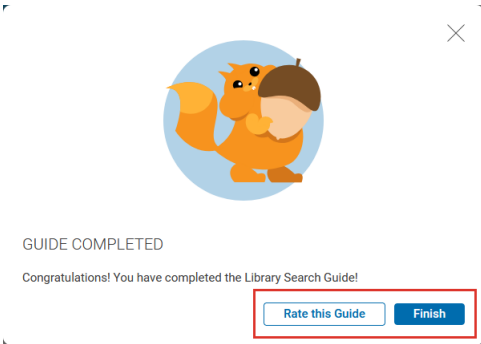 GUIDE COMPLETED
Congratulations! You have completed the Library Search Guide!
Rate this Guide
Finish